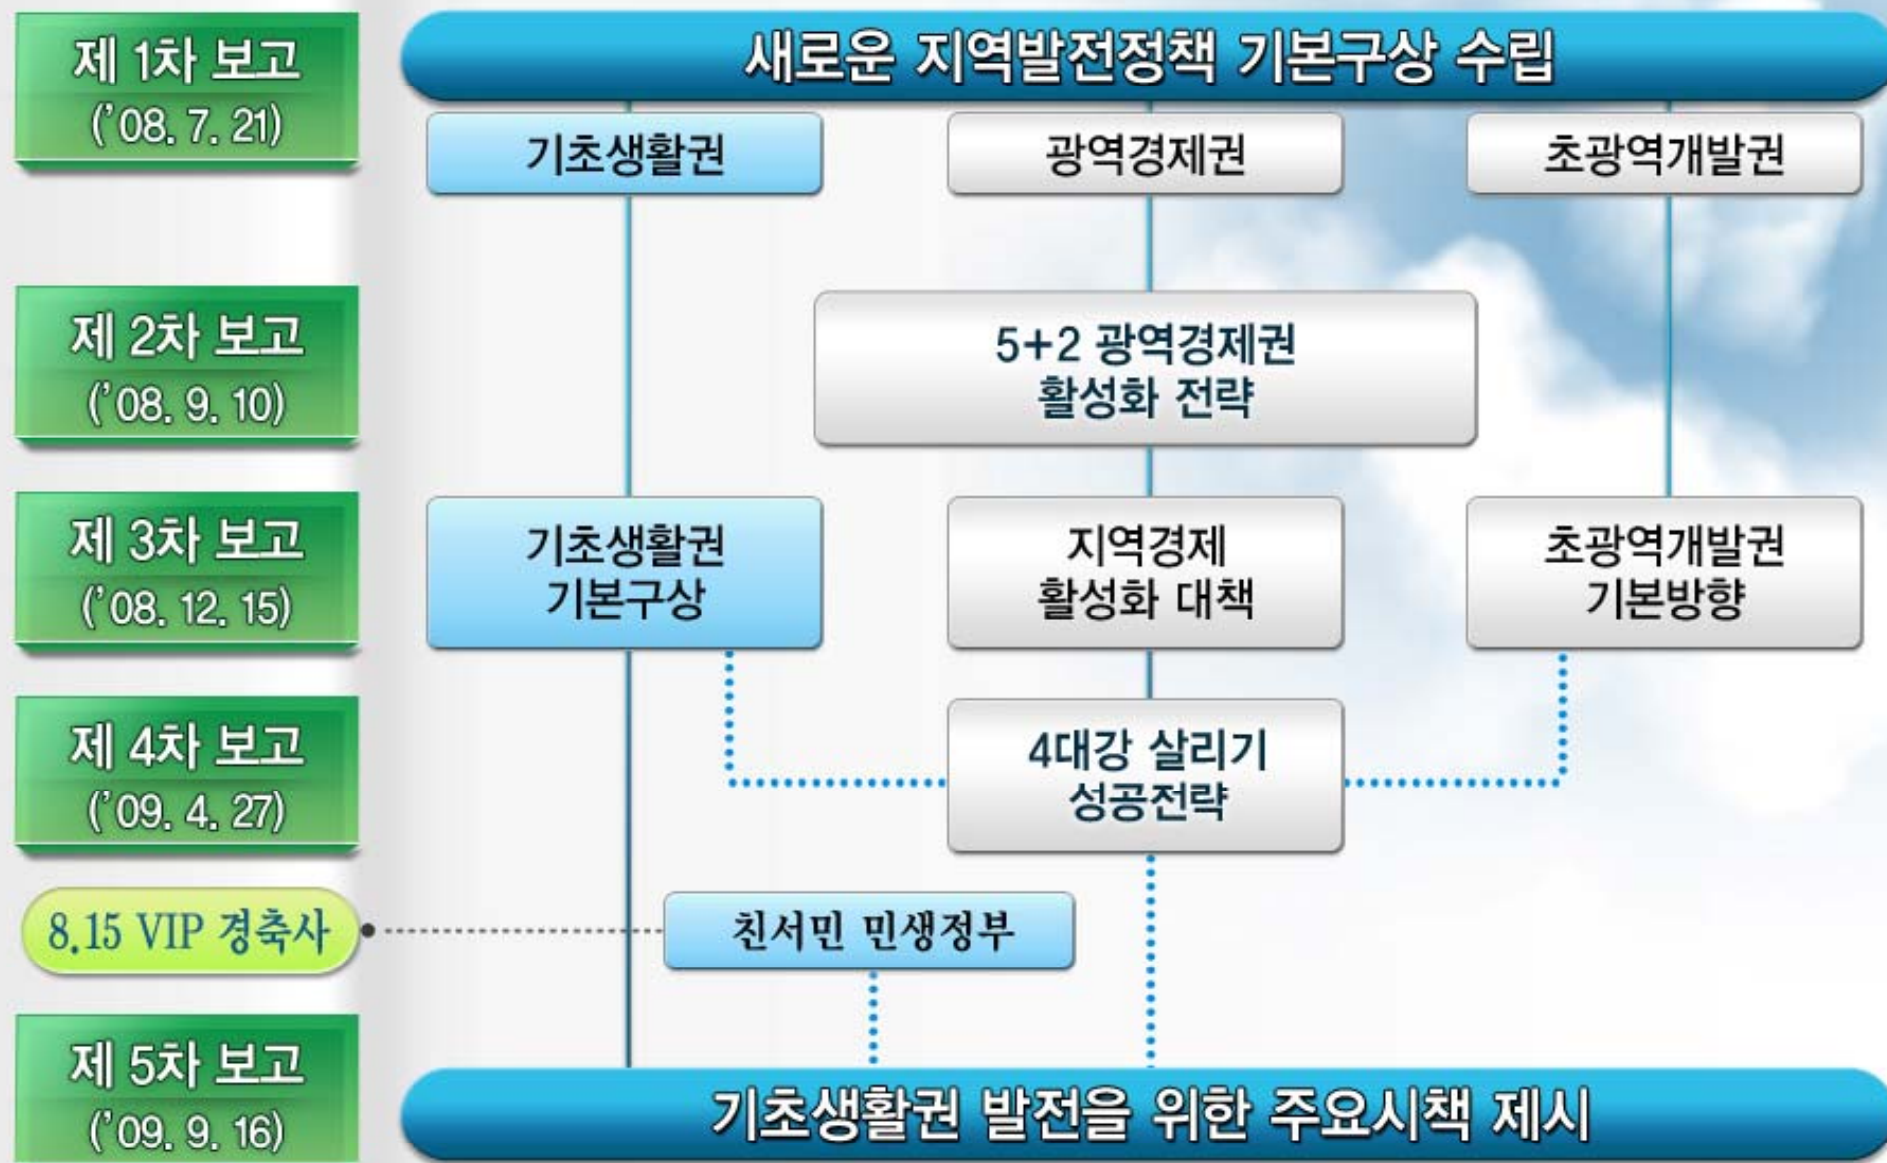 제 1차 보고
('08. 7. 21)
새로운 지역발전정책 기본구상 수립
기초생활권
광역경제권
초광역개발권
제 2차 보고
('08. 9. 10)
5+2 광역경제권
활성화 전략
제 3차 보고
('08. 12. 15)
기초생활권
기본구상
지역경제
활성화 대책
초광역개발권
기본방향
제 4차 보고
('09. 4. 27)
4대강 살리기
성공전략
8.15 VIP 경축사
친서민 민생정부
제 5차 보고
('09. 9. 16)
기초생활권 발전을 위한 주요시책 제시